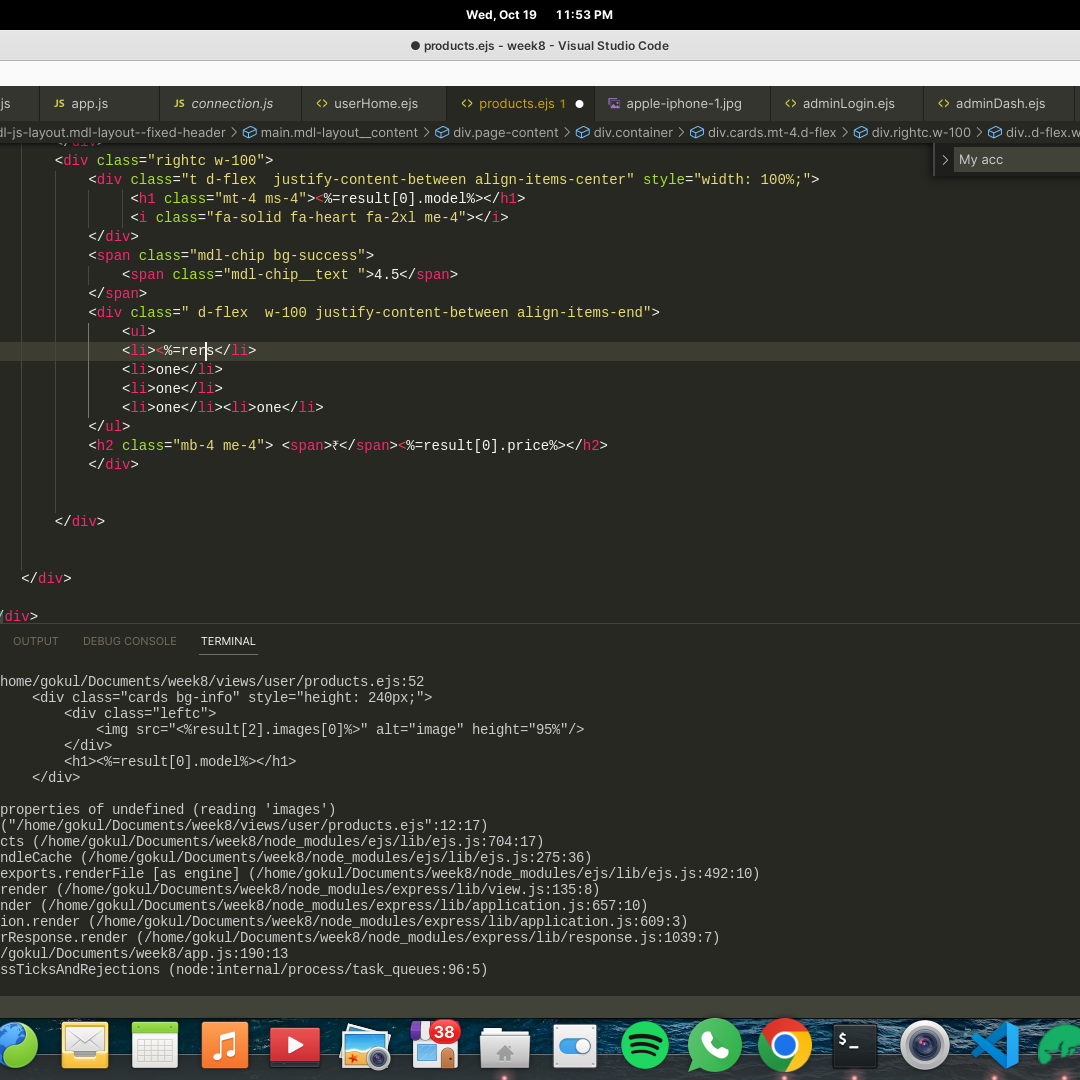 Wed, Oct 19 11:53 PM
● products.ejs - week8 - Visual Studio Code
js JS app.js JS connection.js <> userHome.ejs <> products.ejs 1 ● apple-iphone-1.jpg <> adminLogin.ejs <> adminDash.ejs
dl-js-layout.mdl-layout--fixed-header > main.mdl-layout__content > div.page-content > div.container > div.cards.mt-4.d-flex > div.rightc.w-100 > div..d-flex.w
</div>
> My acc
<div class="rightc w-100">
<div class="t d-flex  justify-content-between align-items-center" style="width: 100%;">
<h1 class="mt-4 ms-4"><%=result[0].model%></h1>
<i class="fa-solid fa-heart fa-2xl me-4"></i>
</div>
<span class="mdl-chip bg-success">
<span class="mdl-chip__text ">4.5</span>
</span>
<div class=" d-flex  w-100 justify-content-between align-items-end">
<ul>
<li><%=rers</li>
<li>one</li>
<li>one</li>
<li>one</li><li>one</li>
</ul>
<h2 class="mb-4 me-4"> <span>₹</span><%=result[0].price%></h2>
</div>
</div>
</div>
/div>
OUTPUT DEBUG CONSOLE TERMINAL
home/gokul/Documents/week8/views/user/products.ejs:52
<div class="cards bg-info" style="height: 240px;">
<div class="leftc">
<img src="<%result[2].images[0]%>" alt="image" height="95%"/>
</div>
<h1><%=result[0].model%></h1>
</div>
properties of undefined (reading 'images')
("/home/gokul/Documents/week8/views/user/products.ejs":12:17)
cts (/home/gokul/Documents/week8/node_modules/ejs/lib/ejs.js:704:17)
ndleCache (/home/gokul/Documents/week8/node_modules/ejs/lib/ejs.js:275:36)
exports.renderFile [as engine] (/home/gokul/Documents/week8/node_modules/ejs/lib/ejs.js:492:10)
render (/home/gokul/Documents/week8/node_modules/express/lib/view.js:135:8)
nder (/home/gokul/Documents/week8/node_modules/express/lib/application.js:657:10)
ion.render (/home/gokul/Documents/week8/node_modules/express/lib/application.js:609:3)
rResponse.render (/home/gokul/Documents/week8/node_modules/express/lib/response.js:1039:7)
/gokul/Documents/week8/app.js:190:13
ssTicksAndRejections (node:internal/process/task_queues:96:5)
38
$_